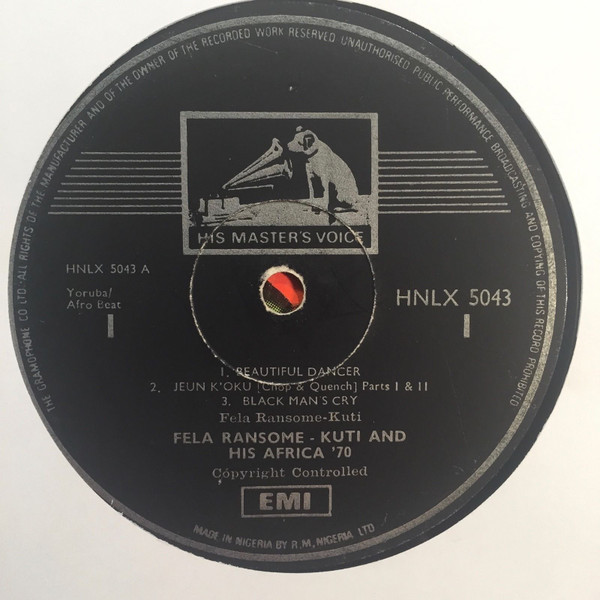 THE GRAMOPHONE CO LTD · ALL RIGHTS OF THE MANUFACTURER AND OF THE OWNER OF THE RECORDED WORK RESERVED UNAUTHORISED PUBLIC PERFORMANCE BROADCASTING AND COPYING OF THIS RECORD PROHIBITED
HIS MASTER'S VOICE
HNLX 5043 A
Yoruba/
Afro Beat
I
HNLX 5043
I
1. BEAUTIFUL DANCER
2. JEUN K'OKU [Chop & Quench] Parts I & II
3. BLACK MAN'S CRY
Fela Ransome-Kuti
FELA RANSOME - KUTI AND
HIS AFRICA '70
Copyright Controlled
EMI
MADE IN NIGERIA BY R.M. NIGERIA LTD